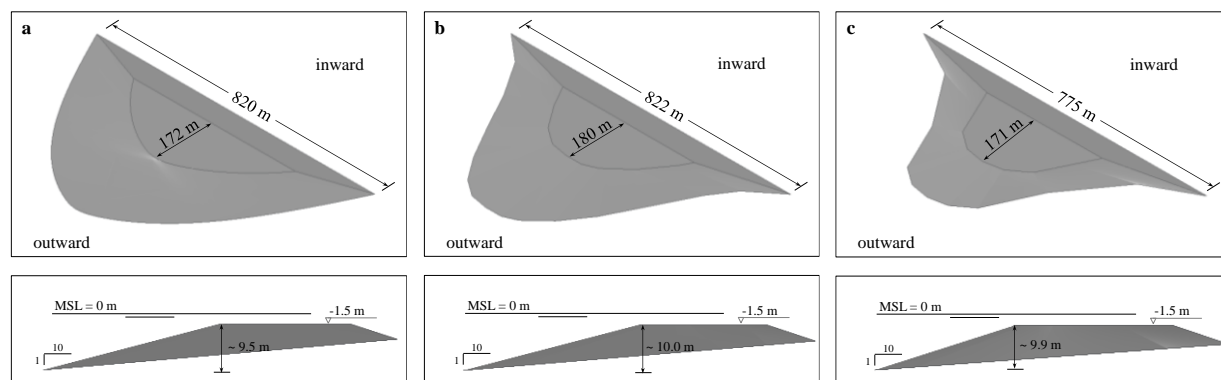 a
inward
820 m
172 m
outward
b
inward
822 m
180 m
outward
c
inward
775 m
171 m
outward
MSL = 0 m
-1.5 m
10
1
~ 9.5 m
MSL = 0 m
-1.5 m
10
1
~ 10.0 m
MSL = 0 m
-1.5 m
10
1
~ 9.9 m